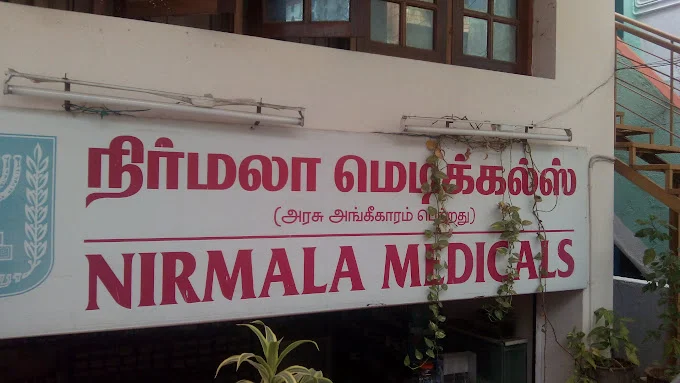 நிர்மலா மெடிக்கல்ஸ்
(அரசு அங்கீகாரம் பெற்றது)
NIRMALA MEDICALS